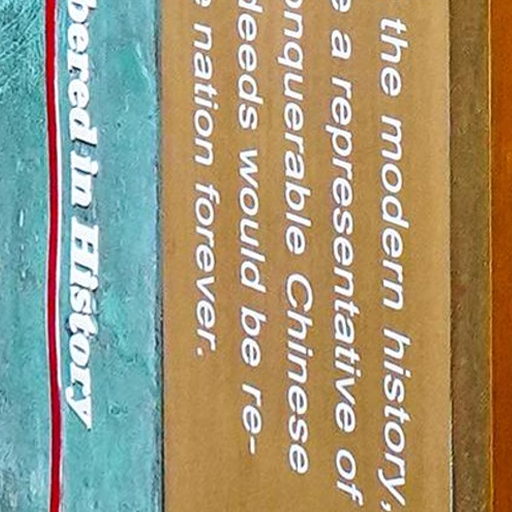 the modern history,
a representative of
onquerable Chinese
deeds would be re-
nation forever.
bered in History